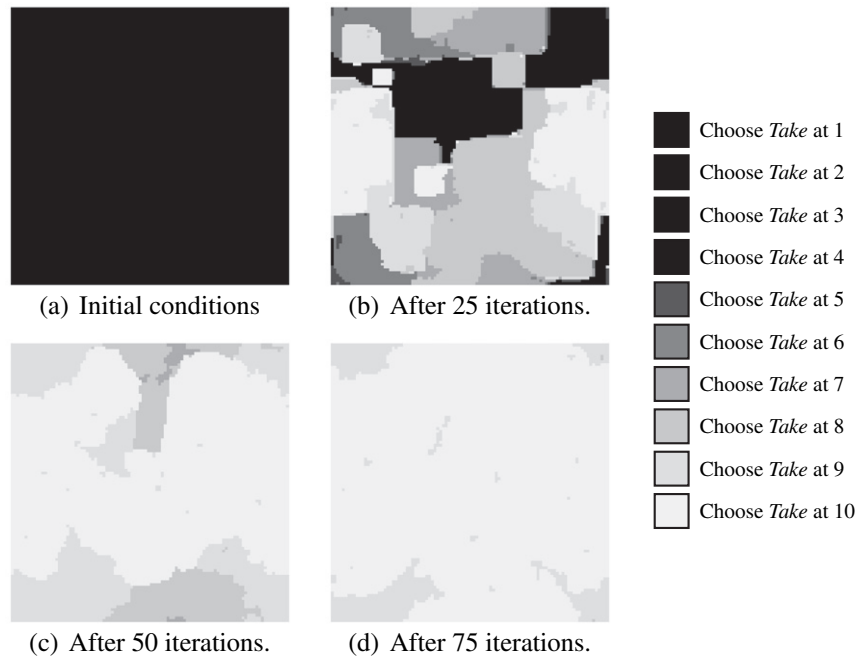 (a) Initial conditions
(b) After 25 iterations.
(c) After 50 iterations.
(d) After 75 iterations.
Choose Take at 1
Choose Take at 2
Choose Take at 3
Choose Take at 4
Choose Take at 5
Choose Take at 6
Choose Take at 7
Choose Take at 8
Choose Take at 9
Choose Take at 10